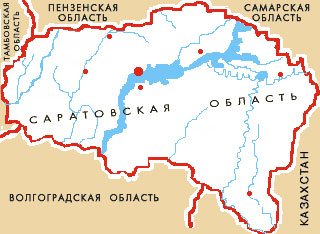 ПЕНЗЕНСКАЯ
ОБЛАСТЬ
САМАРСКАЯ
ОБЛАСТЬ
ТАМБОВСКАЯ
ОБЛАСТЬ
САРАТОВСКАЯ ОБЛАСТЬ
ВОЛГОГРАДСКАЯ ОБЛАСТЬ
КАЗАХСТАН